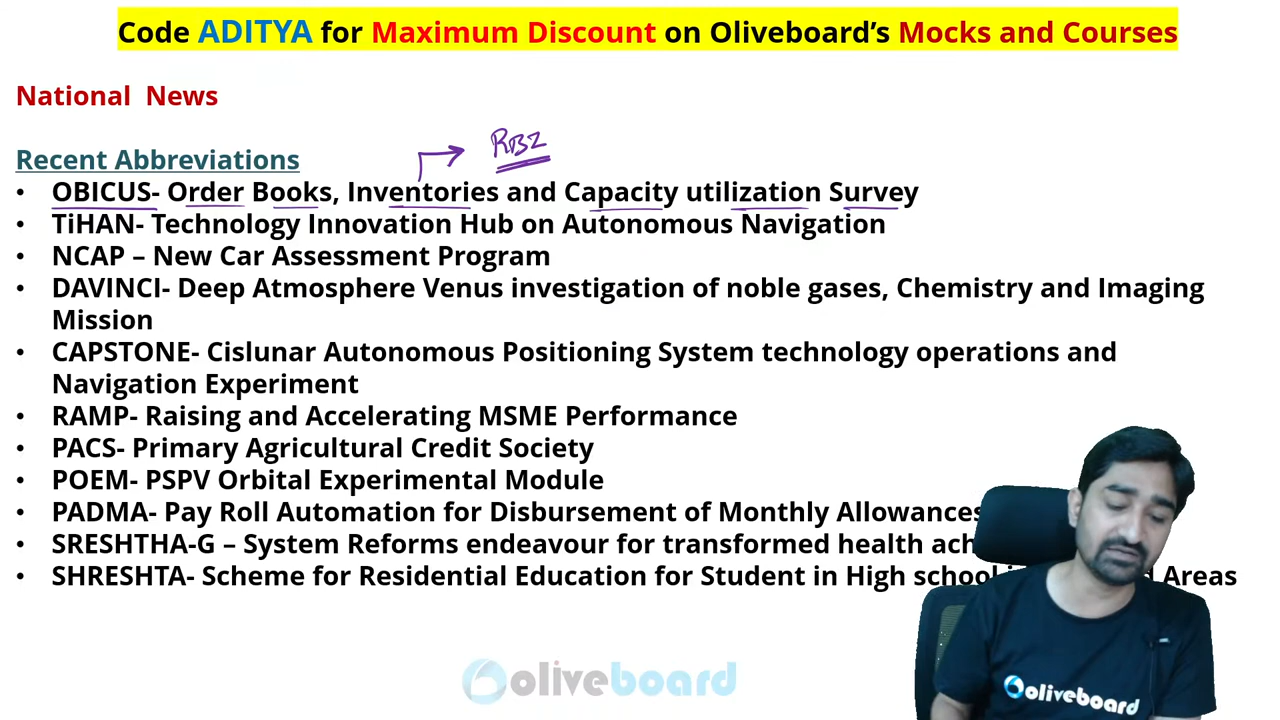 Code ADITYA for Maximum Discount on Oliveboard’s Mocks and Courses
National News
RBI
Recent Abbreviations
• OBICUS- Order Books, Inventories and Capacity utilization Survey
• TiHAN- Technology Innovation Hub on Autonomous Navigation
• NCAP – New Car Assessment Program
• DAVINCI- Deep Atmosphere Venus investigation of noble gases, Chemistry and Imaging
Mission
• CAPSTONE- Cislunar Autonomous Positioning System technology operations and
Navigation Experiment
• RAMP- Raising and Accelerating MSME Performance
• PACS- Primary Agricultural Credit Society
• POEM- PSPV Orbital Experimental Module
• PADMA- Pay Roll Automation for Disbursement of Monthly Allowances
• SRESHTHA-G – System Reforms endeavour for transformed health
• SHRESHTA- Scheme for Residential Education for Student in High school Areas
oliveboard
oliveboard